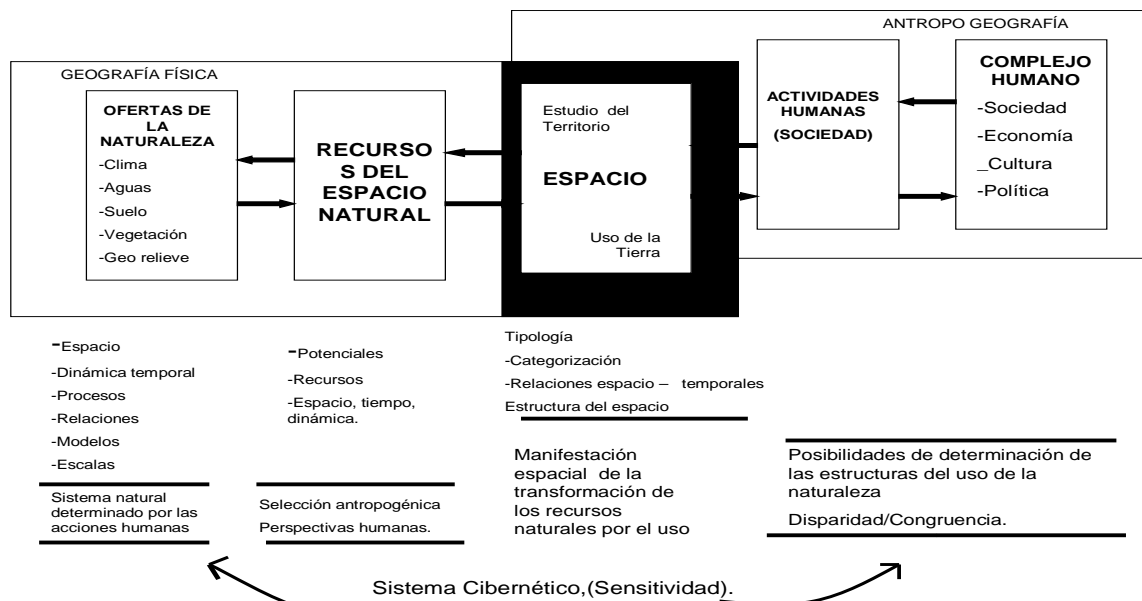 ANTROPO GEOGRAFÍA
GEOGRAFÍA FÍSICA
OFERTAS DE
LA
NATURALEZA
-Clima
-Aguas
-Suelo
-Vegetación
-Geo relieve
RECURSO
S DEL
ESPACIO
NATURAL
Estudio del
Territorio
ESPACIO
Uso de la
Tierra
ACTIVIDADES
HUMANAS
(SOCIEDAD)
COMPLEJO
HUMANO
-Sociedad
-Economía
_Cultura
-Política
-Espacio
-Dinámica temporal
-Procesos
-Relaciones
-Modelos
-Escalas
Sistema natural
determinado por las
acciones humanas
-Potenciales
-Recursos
-Espacio, tiempo,
dinámica.
Selección antropogénica
Perspectivas humanas.
Tipología
-Categorización
-Relaciones espacio – temporales
Estructura del espacio
Manifestación
espacial de la
transformación de
los recursos
naturales por el uso
Posibilidades de determinación de
las estructuras del uso de la
naturaleza
Disparidad/Congruencia.
Sistema Cibernético,(Sensitividad).